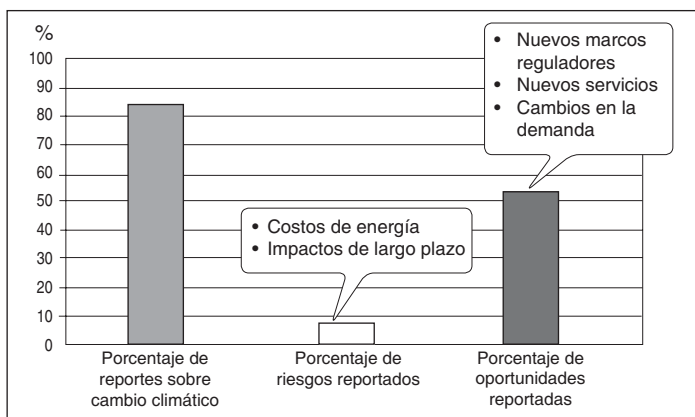 %
100
90
80
70
60
50
40
30
20
10
0
• Nuevos marcos
reguladores
• Nuevos servicios
• Cambios en la
demanda
• Costos de energía
• Impactos de largo plazo
Porcentaje de
reportes sobre
cambio climático
Porcentaje de
riesgos reportados
Porcentaje de
oportunidades
reportadas